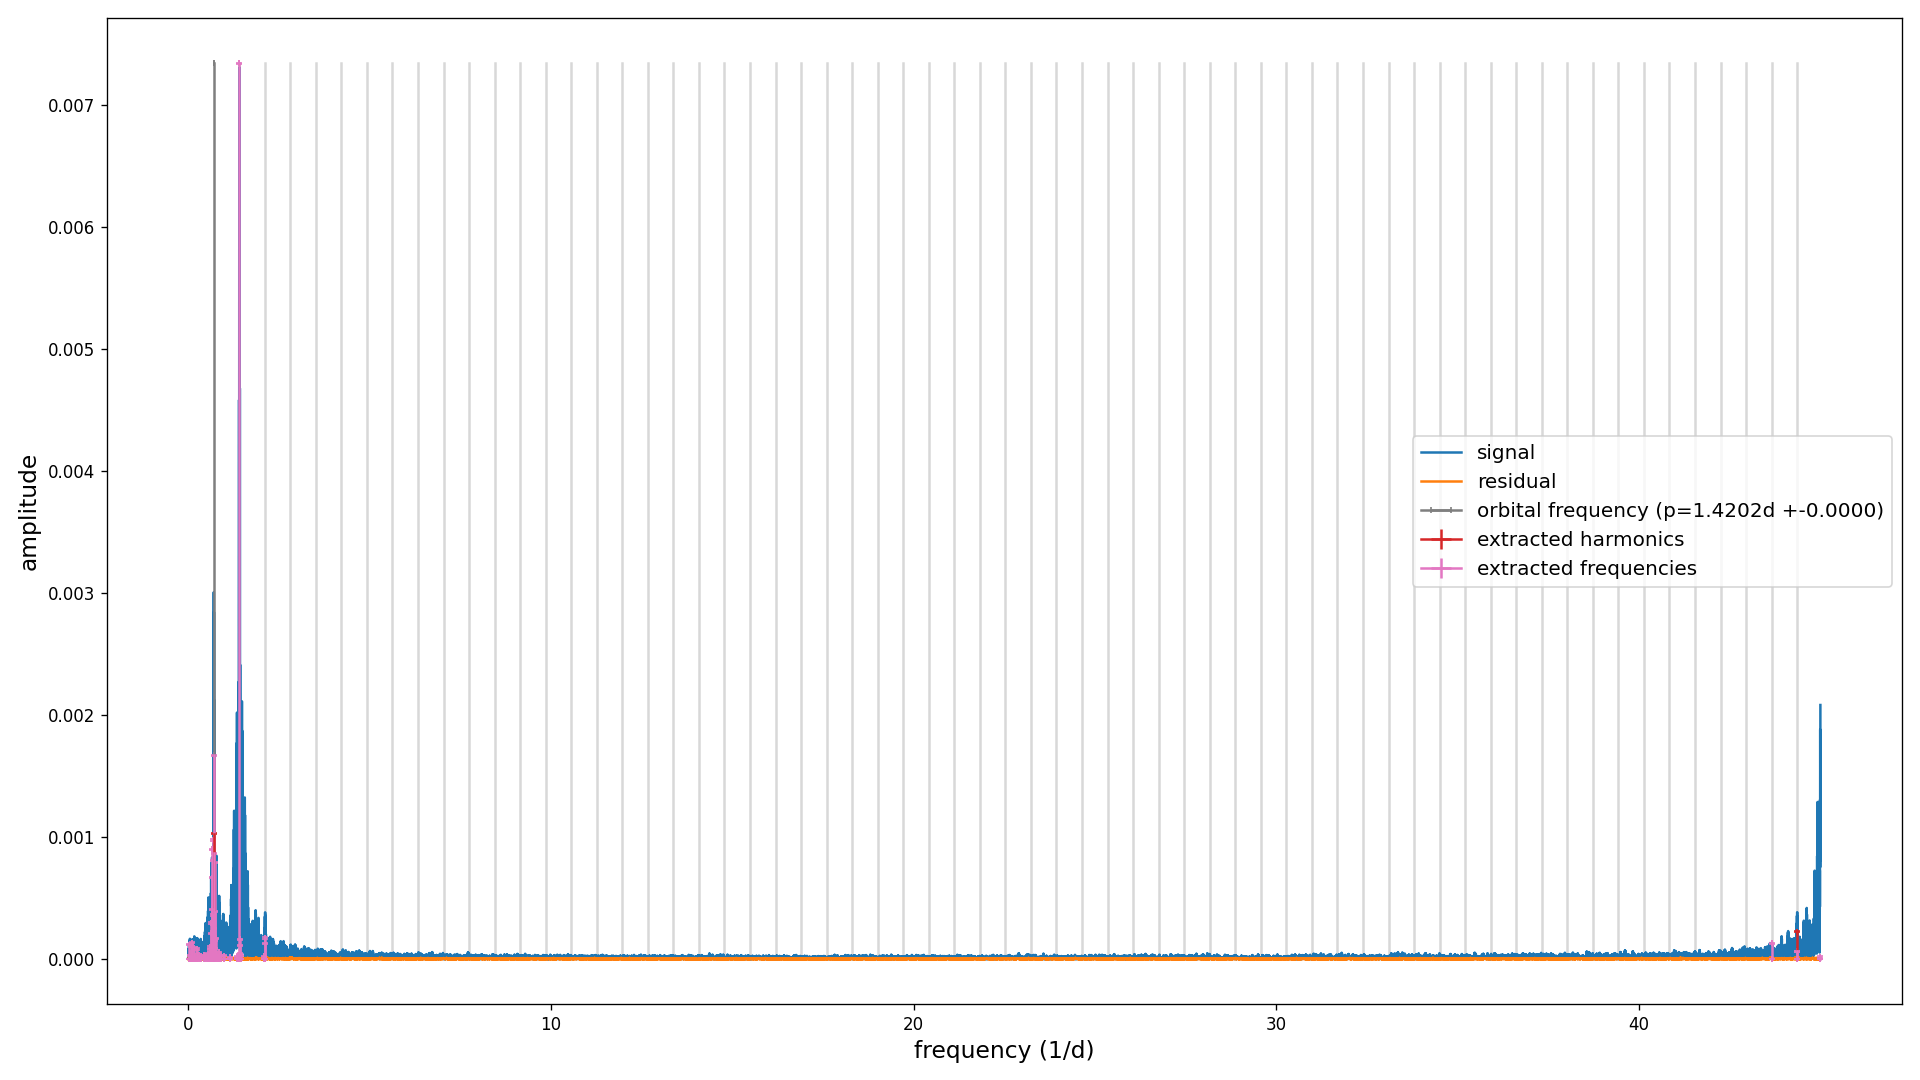 0.007
0.006
0.005
0.004
0.003
0.002
0.001
0.000
amplitude
signal
residual
orbital frequency (p=1.4202d +-0.0000)
extracted harmonics
extracted frequencies
0 10 20 30 40
frequency (1/d)